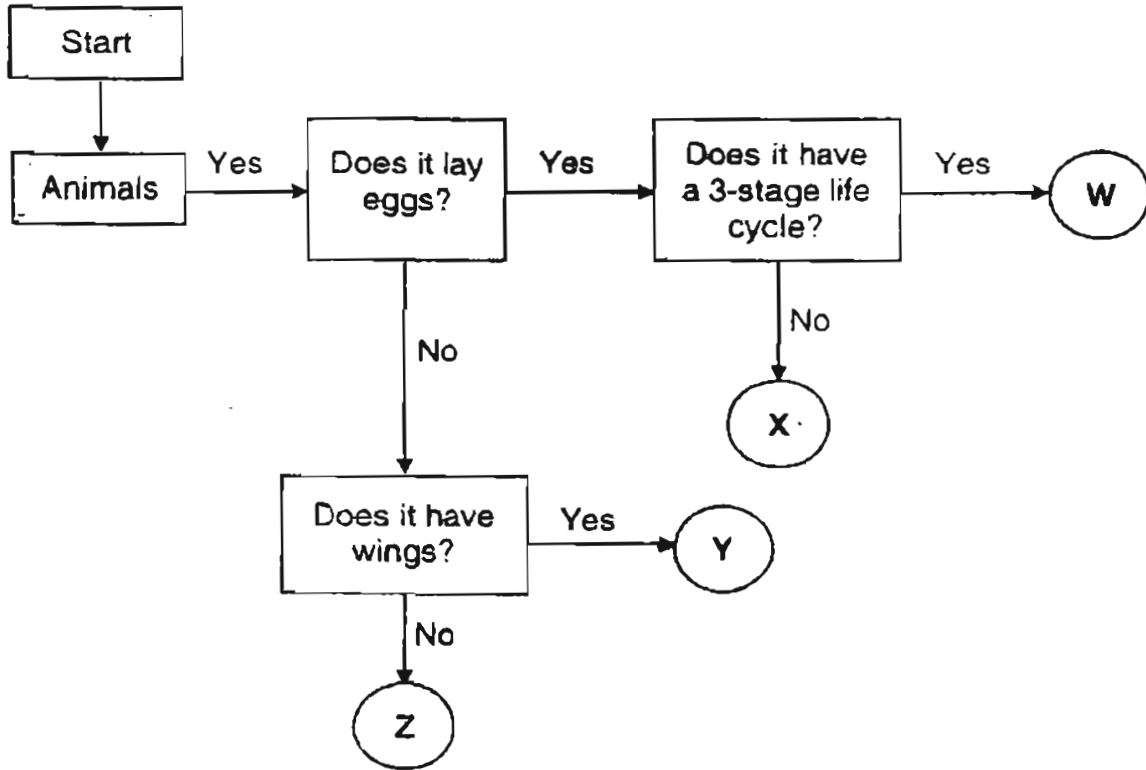 Start
Animals
Yes
Does it lay
eggs?
Yes
Does it have
a 3-stage life
cycle?
Yes
W
No
No
X
Does it have
wings?
Yes
Y
No
Z